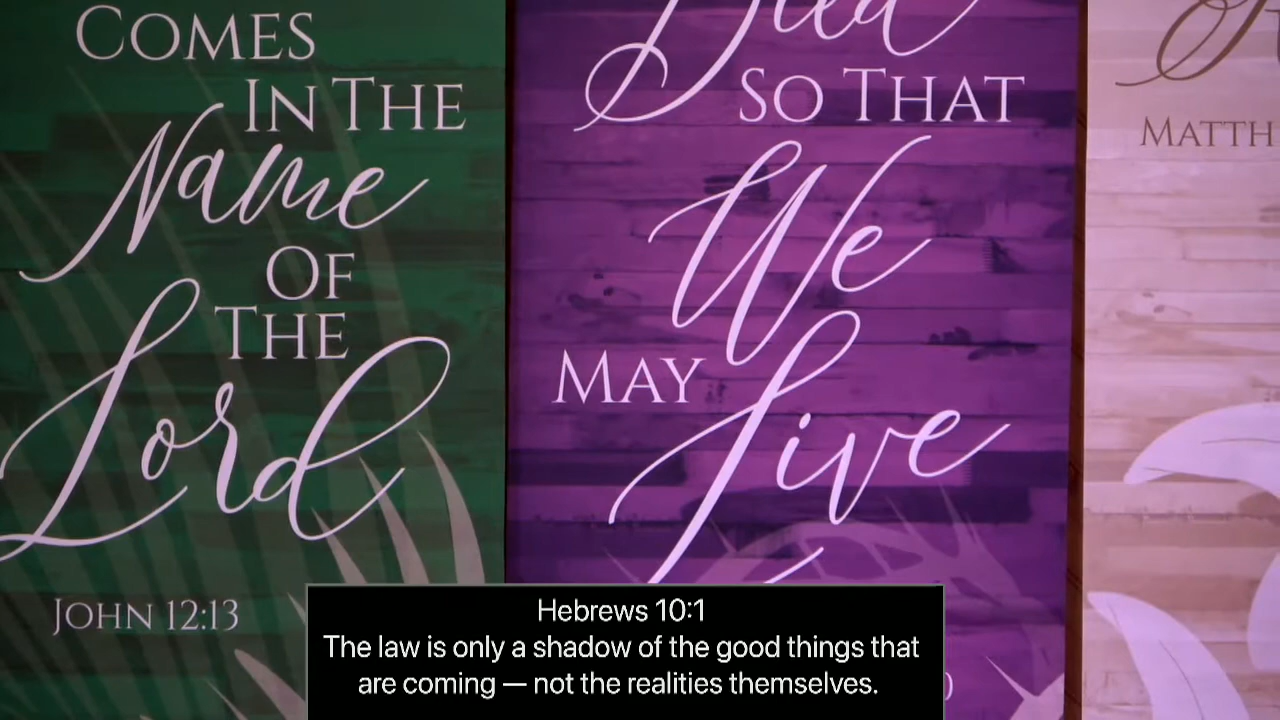 COMES
IN THE
Name
OF
THE
Lord
JOHN 12:13
Died
SO THAT
We
MAY
Live
)
MATTH
Hebrews 10:1
The law is only a shadow of the good things that
are coming — not the realities themselves.